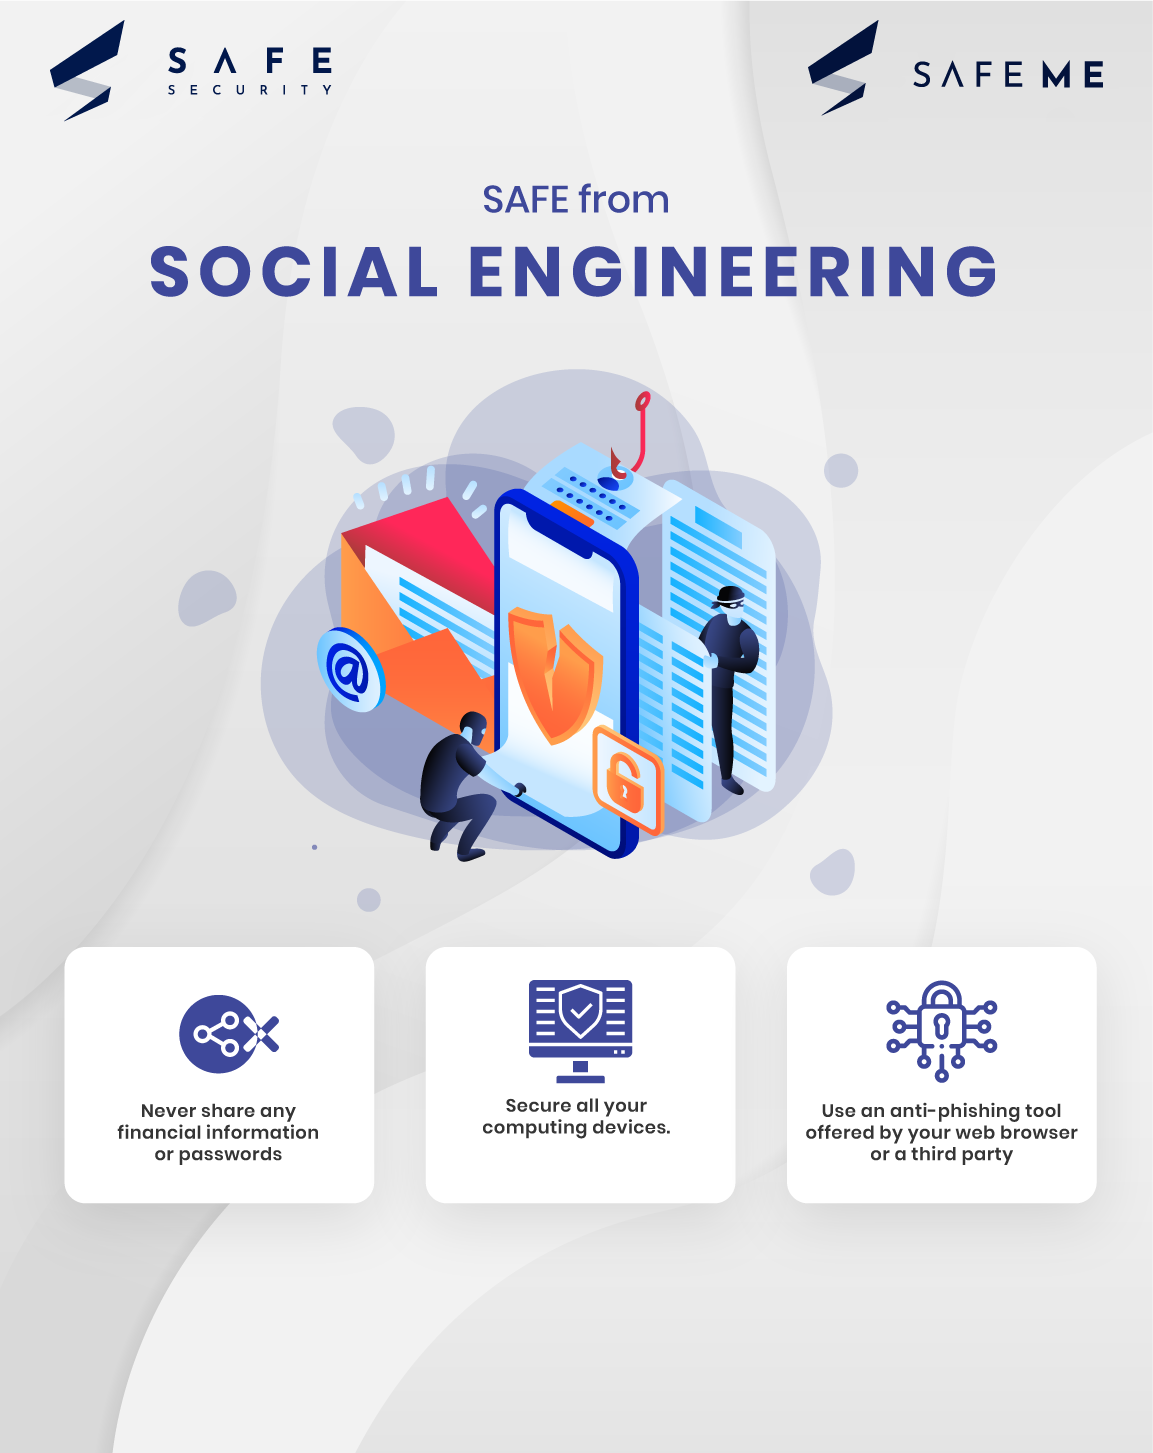 SAFE
SECURITY
SAFE ME
SAFE from
SOCIAL ENGINEERING
@
Never share any
financial information
or passwords
Secure all your
computing devices.
Use an anti-phishing tool
offered by your web browser
or a third party